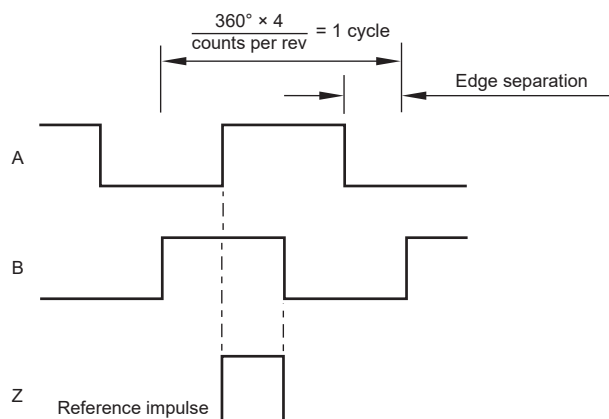 360° × 4
counts per rev
= 1 cycle
Edge separation
A
B
Z
Reference impulse